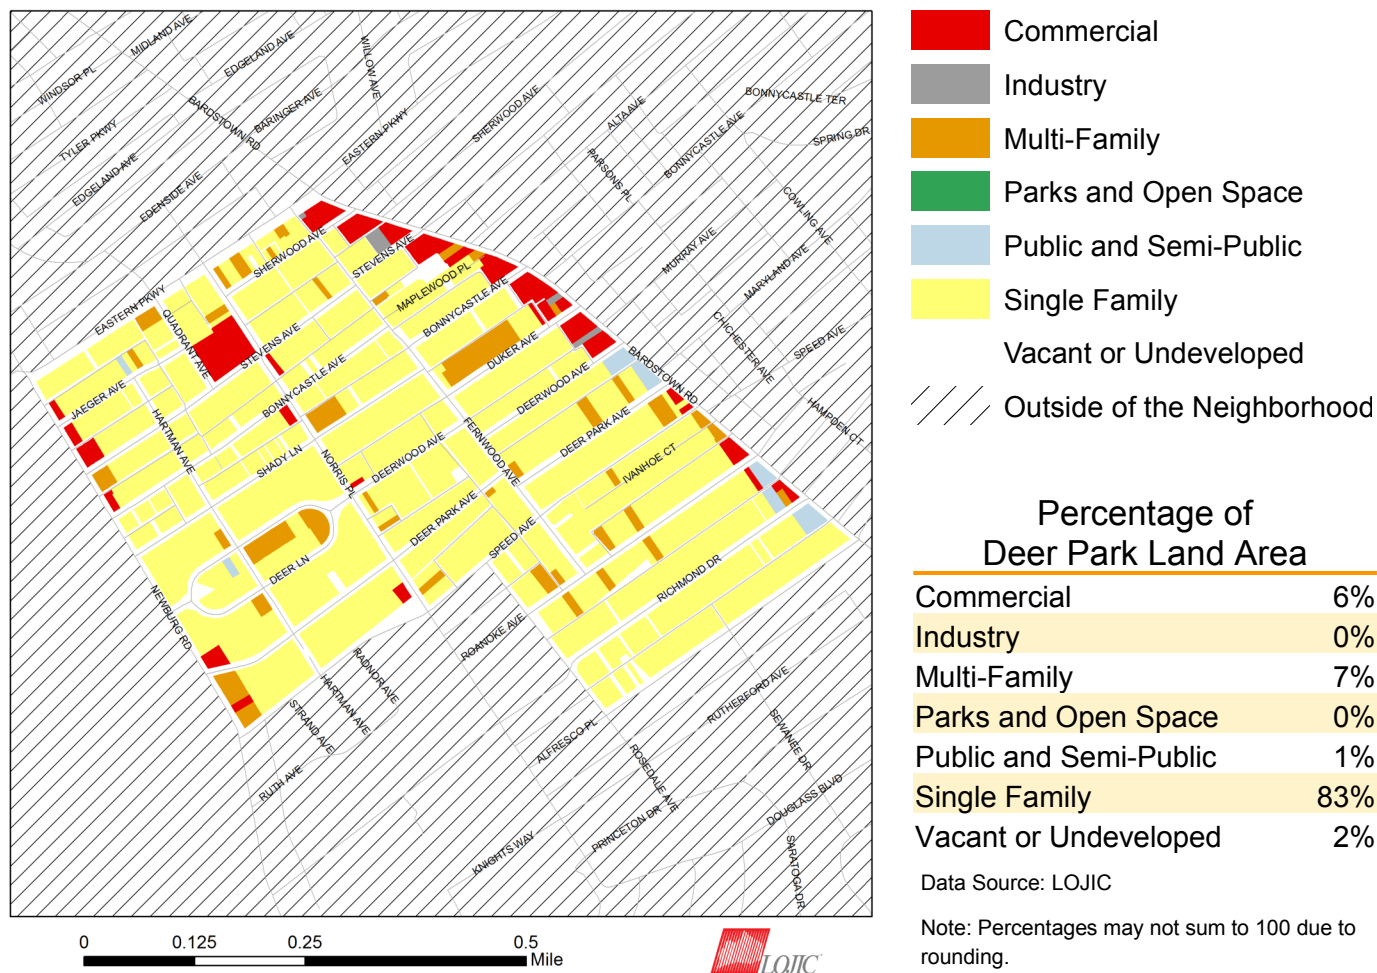 MIDLAND AVE
EDGELAND AVE
WILLOW AVE
WINDSOR PL
BARDSTOWN RD
BARINGER AVE
EASTERN PKWY
SHERWOOD AVE
ALTA AVE
BONNYCASTLE TER
BONNYCASTLE AVE
SPRING DR
TYLER PKWY
EDGELAND AVE
EDENSIDE AVE
PARSONS PL
COWLING AVE
SHERWOOD AVE
STEVENS AVE
MURRAY AVE
MARYLAND AVE
MAPLEWOOD PL
BONNYCASTLE AVE
EASTERN PKWY
QUADRANT AVE
STEVENS AVE
CHICHESTER AVE
SPEED AVE
DUKER AVE
BARDSTOWN RD
JAEGER AVE
BONNYCASTLE AVE
DEERWOOD AVE
HAMPDEN CT
HARTMAN AVE
SHADY LN
NORRIS PL
DEERWOOD AVE
FERNWOOD AVE
DEER PARK AVE
IVANHOE CT
DEER PARK AVE
SPEED AVE
DEER LN
RICHMOND DR
NEWBURG RD
ROANOKE AVE
RADNOR AVE
HARTMAN AVE
STRAND AVE
RUTHERFORD AVE
SEWANEE DR
ALFRESCO PL
ROSEDALE AVE
RUTH AVE
DOUGLASS BLVD
PRINCETON DR
KNIGHTS WAY
SARATOGA DR
0 0.125 0.25 0.5
Mile
LOJIC
Commercial
Industry
Multi-Family
Parks and Open Space
Public and Semi-Public
Single Family
Vacant or Undeveloped
Outside of the Neighborhood
Percentage of
Deer Park Land Area
Commercial 6%
Industry 0%
Multi-Family 7%
Parks and Open Space 0%
Public and Semi-Public 1%
Single Family 83%
Vacant or Undeveloped 2%
Data Source: LOJIC
Note: Percentages may not sum to 100 due to
rounding.